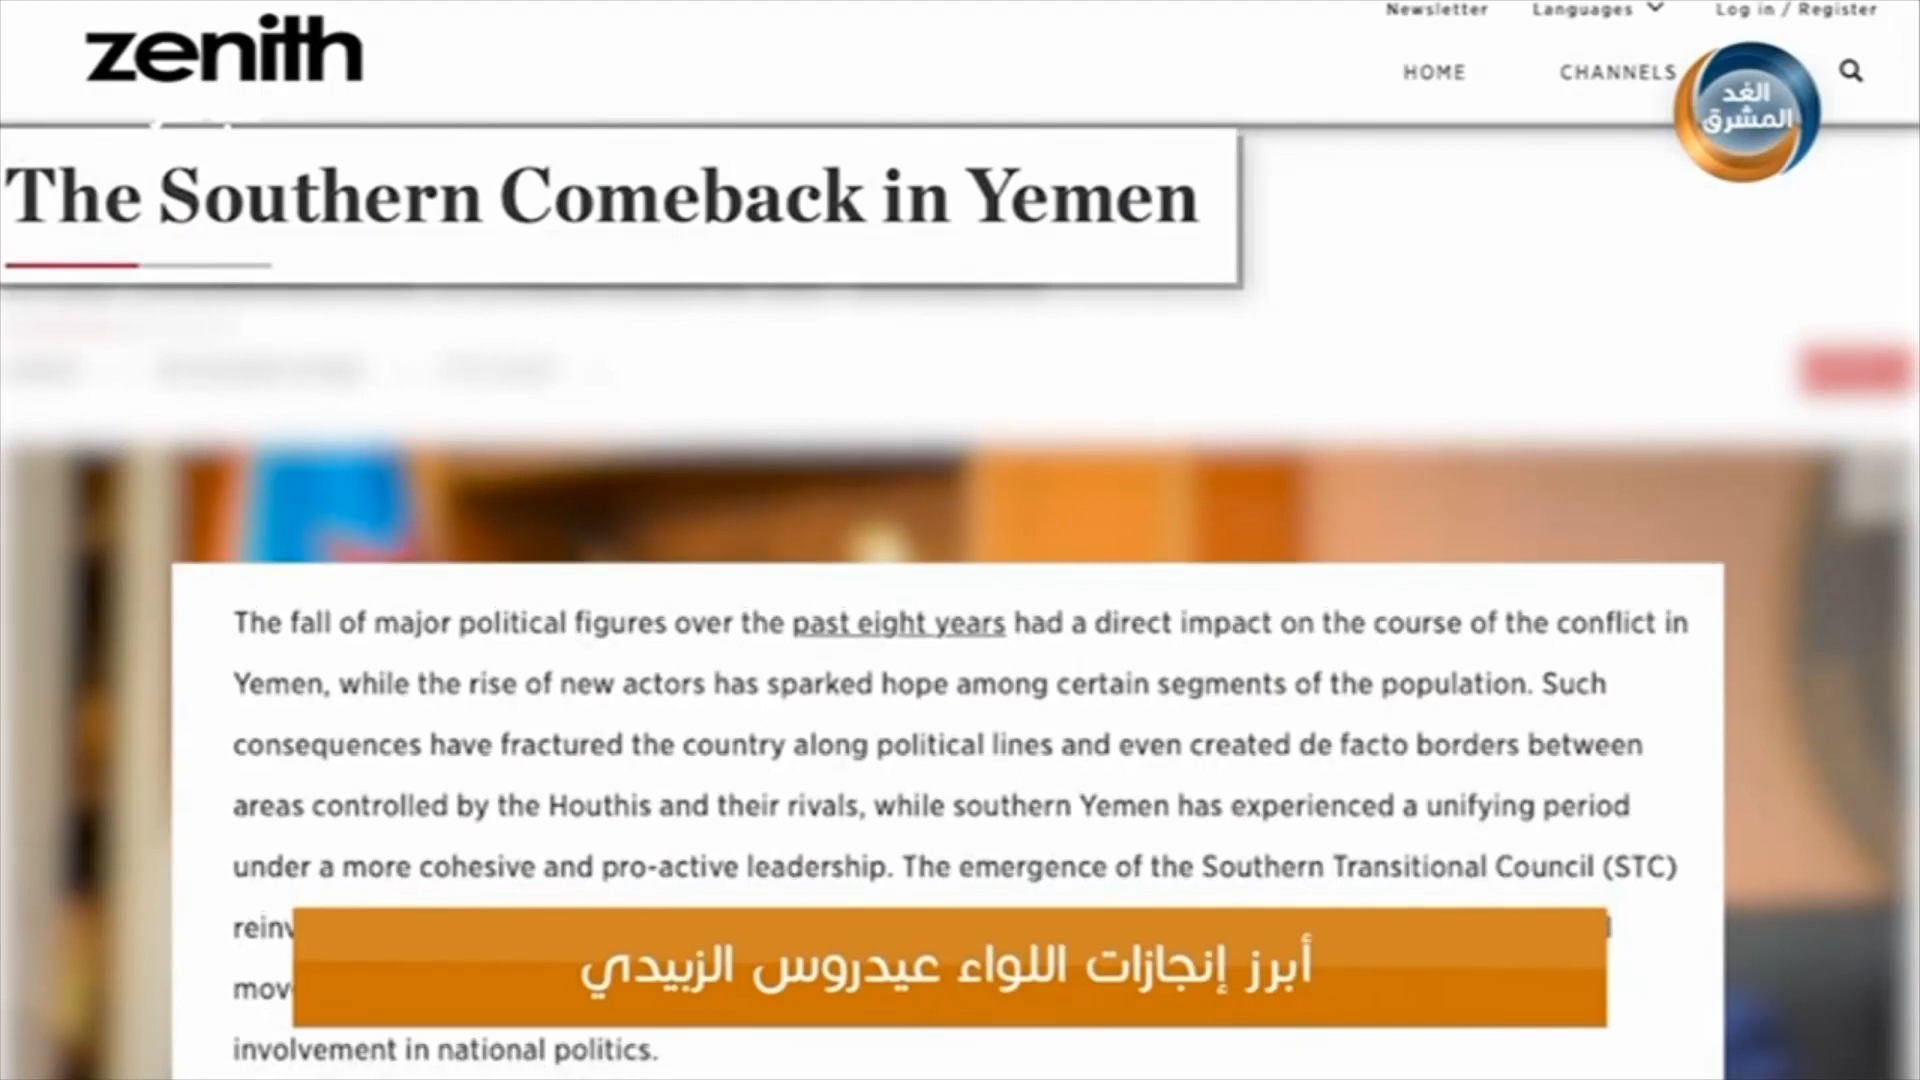 zenith
Newsletter Languages Log in / Register
HOME CHANNELS
الغد
المشرق
The Southern Comeback in Yemen
The fall of major political figures over the past eight years had a direct impact on the course of the conflict in
Yemen, while the rise of new actors has sparked hope among certain segments of the population. Such
consequences have fractured the country along political lines and even created de facto borders between
areas controlled by the Houthis and their rivals, while southern Yemen has experienced a unifying period
under a more cohesive and pro-active leadership. The emergence of the Southern Transitional Council (STC)
أبرز إنجازات اللواء عيدروس الزبيدي
involvement in national politics.